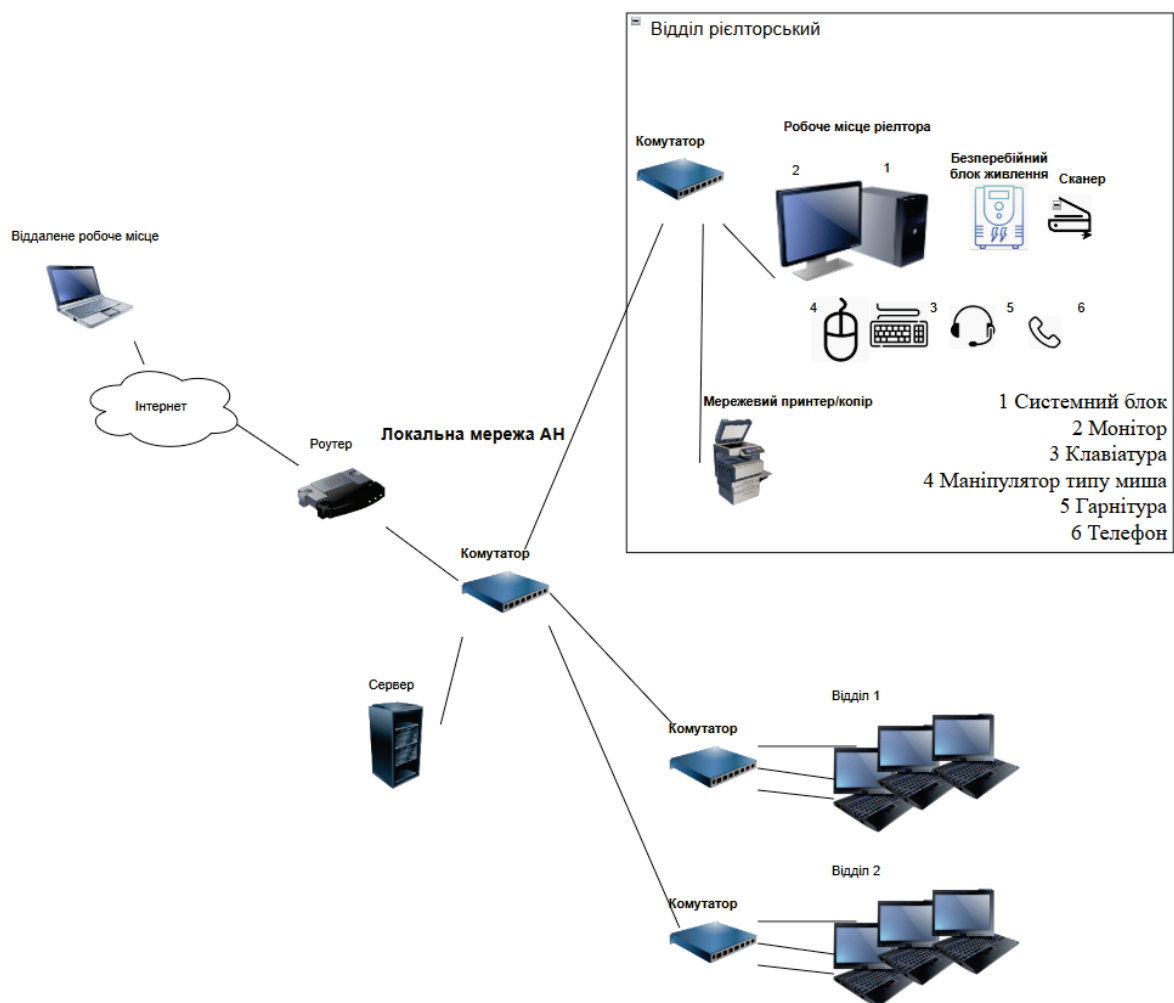 Відділ рієлторський
Робоче місце ріелтора
Комутатор
2
1
Безперебійний
блок живлення
Сканер
Віддалене робоче місце
4
3
5
6
Інтернет
Мережевий принтер/копір
1 Системний блок
2 Монітор
3 Клавіатура
4 Маніпулятор типу миша
5 Гарнітура
6 Телефон
Локальна мережа АН
Роутер
Комутатор
Сервер
Відділ 1
Комутатор
Відділ 2
Комутатор